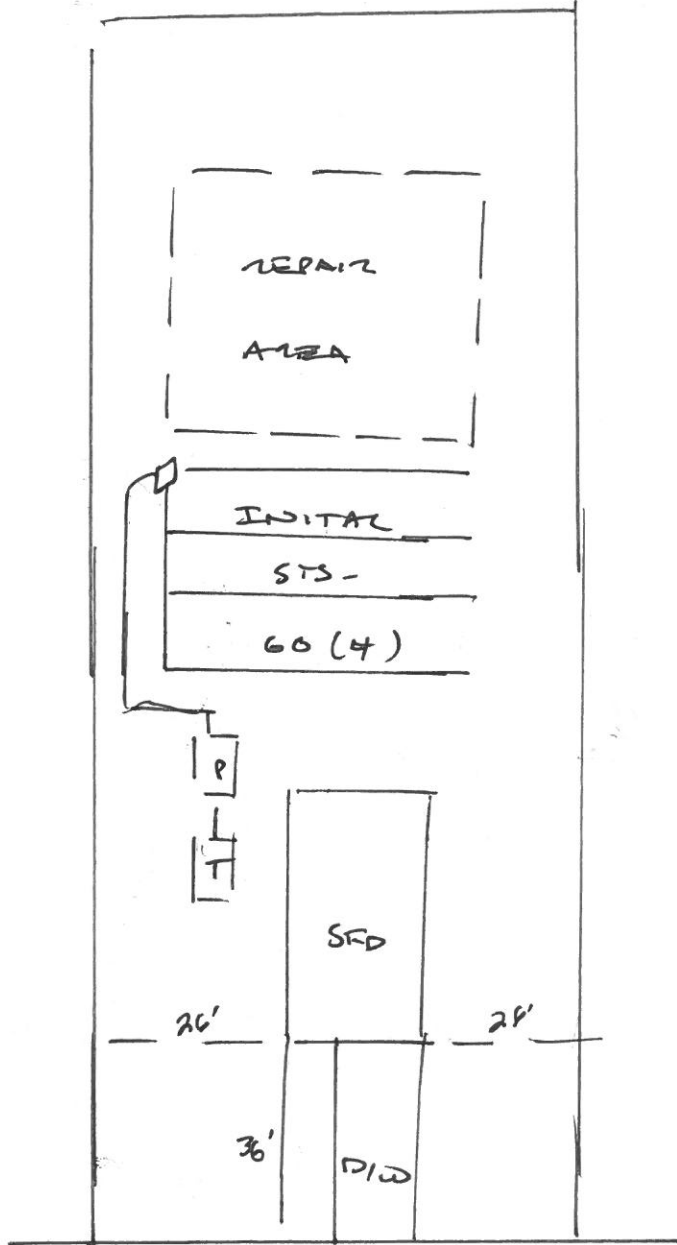 REPAIR
AREA
INITAL
STS-
60 (4)
P
T
SFD
26' 28'
36'
D/W